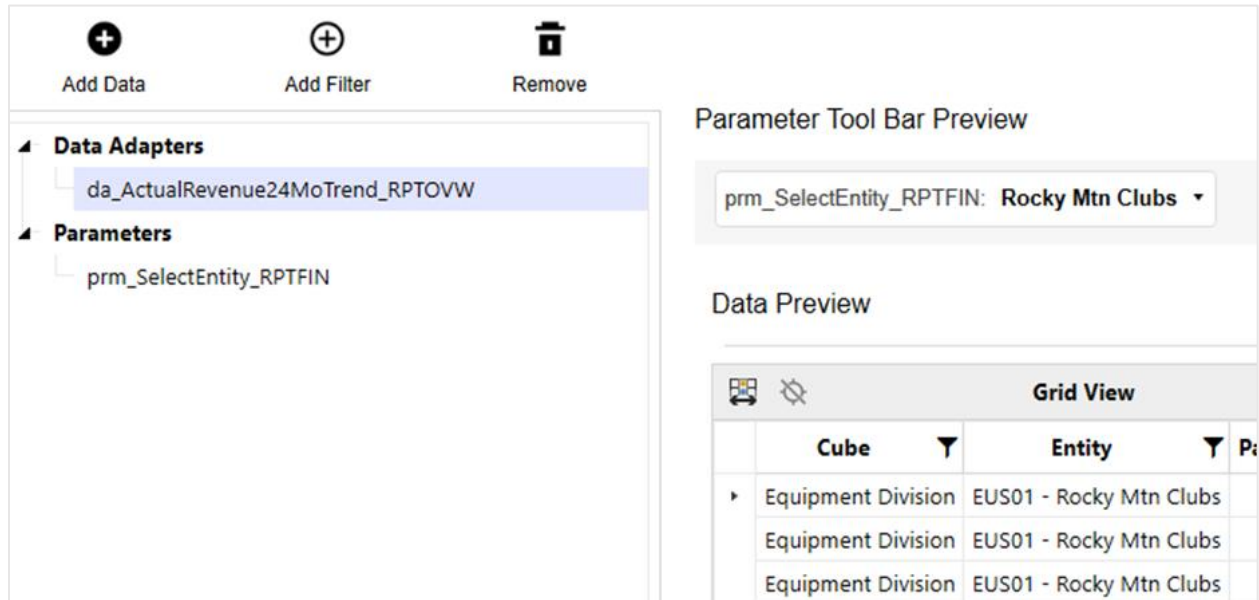 Add Data
Add Filter
Remove
Data Adapters
da_ActualRevenue24MoTrend_RPTOVW
Parameters
prm_SelectEntity_RPTFIN
Parameter Tool Bar Preview
prm_SelectEntity_RPTFIN: Rocky Mtn Clubs
Data Preview
Grid View
Cube Entity
Equipment Division EUS01 - Rocky Mtn Clubs
Equipment Division EUS01 - Rocky Mtn Clubs
Equipment Division EUS01 - Rocky Mtn Clubs